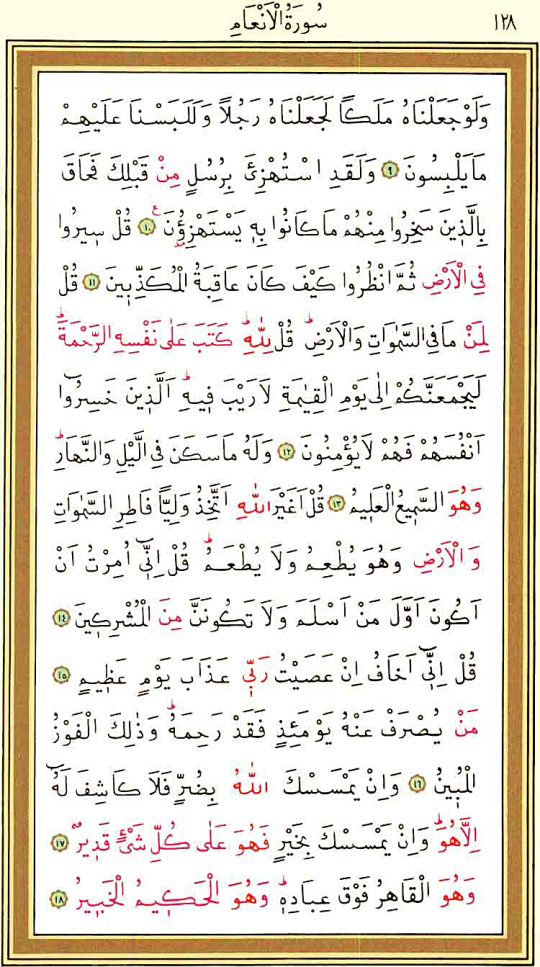 سُورَةُ الْاَنْعَامِ ١٢٨
وَلَوْ جَعَلْنَاهُ مَلَكًا لَجَعَلْنَاهُ رَجُلًا وَلَلَبَسْنَا عَلَيْهِمْ
مَا يَلْبِسُونَ ٩ وَلَقَدِ اسْتُهْزِئَ بِرُسُلٍ مِنْ قَبْلِكَ فَحَاقَ
بِالَّذ۪ينَ سَخِرُوا مِنْهُمْ مَا كَانُوا بِه۪ يَسْتَهْزِؤُ۫نَ ١٠ قُلْ س۪يرُوا
فِي الْاَرْضِ ثُمَّ انْظُرُوا كَيْفَ كَانَ عَاقِبَةُ الْمُكَذِّب۪ينَ ١١ قُلْ
لِمَنْ مَا فِي السَّمٰوَاتِ وَالْاَرْضِۜ قُلْ لِلّٰهِۜ كَتَبَ عَلٰى نَفْسِهِ الرَّحْمَةَۜ
لَيَجْمَعَنَّكُمْ اِلٰى يَوْمِ الْقِيٰمَةِ لَا رَيْبَ ف۪يهِۜ اَلَّذ۪ينَ خَسِرُٓوا
اَنْفُسَهُمْ فَهُمْ لَا يُؤْمِنُونَ ١٢ وَلَهُ مَا سَكَنَ فِي الَّيْلِ وَالنَّهَارِۜ
وَهُوَ السَّم۪يعُ الْعَل۪يمُ ١٣ قُلْ اَغَيْرَ اللّٰهِ اَتَّخِذُ وَلِيًّا فَاطِرِ السَّمٰوَاتِ
وَالْاَرْضِ وَهُوَ يُطْعِمُ وَلَا يُطْعَمُۜ قُلْ اِنّ۪ٓي اُمِرْتُ اَنْ
اَكُونَ اَوَّلَ مَنْ اَسْلَمَ وَلَا تَكُونَنَّ مِنَ الْمُشْرِك۪ينَ ١٤
قُلْ اِنّ۪ٓي اَخَافُ اِنْ عَصَيْتُ رَبّ۪ي عَذَابَ يَوْمٍ عَظ۪يمٍ ١٥
مَنْ يُصْرَفْ عَنْهُ يَوْمَئِذٍ فَقَدْ رَحِمَهُۜ وَذٰلِكَ الْفَوْزُ
الْمُب۪ينُ ١٦ وَاِنْ يَمْسَسْكَ اللّٰهُ بِضُرٍّ فَلَا كَاشِفَ لَهُٓ
اِلَّا هُوَۜ وَاِنْ يَمْسَسْكَ بِخَيْرٍ فَهُوَ عَلٰى كُلِّ شَيْءٍ قَد۪يرٌ ١٧
وَهُوَ الْقَاهِرُ فَوْقَ عِبَادِه۪ۜ وَهُوَ الْحَك۪يمُ الْخَب۪يرُ ١٨